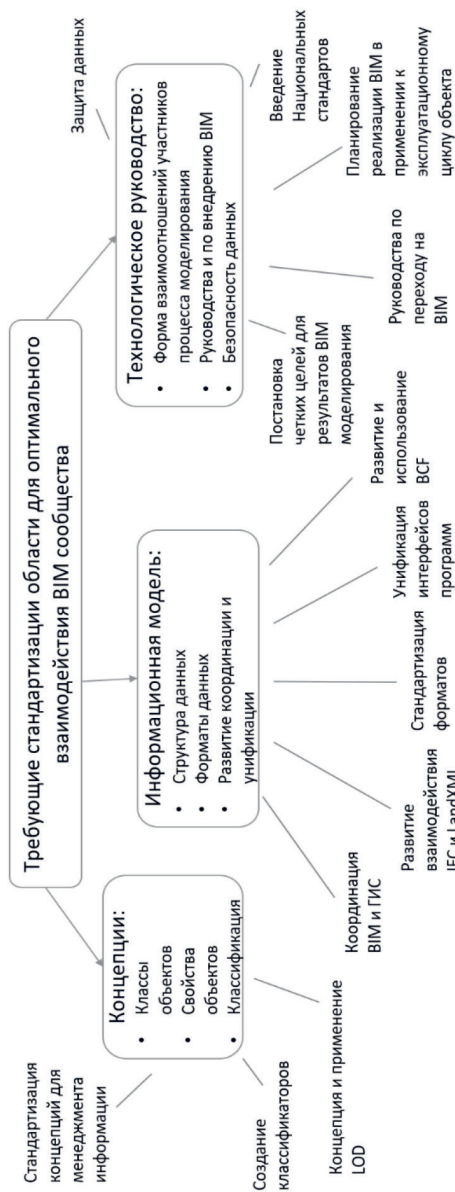 Требующие стандартизации области для оптимального
взаимодействия BIM сообщества
Стандартизация
концепций для
менеджмента
информации
Концепции:
• Классы
объектов
• Свойства
объектов
• Классификация
Создание
классификаторов
Концепция и применение
LOD
Информационная модель:
• Структура данных
• Форматы данных
• Развитие координации и
унификации
Координация
BIM и ГИС
Развитие
взаимодействия
IFC и LandXML
Стандартизация
форматов
Унификация
интерфейсов
программ
Развитие и
использование
BCF
Защита данных
Технологическое руководство:
• Форма взаимоотношений участников
процесса моделирования
• Руководства и по внедрению BIM
• Безопасность данных
Постановка
четких целей для
результатов BIM
моделирования
Руководства по
переходу на
BIM
Планирование
реализации BIM в
применении к
эксплуатационному
циклу объекта
Введение
Национальных
стандартов